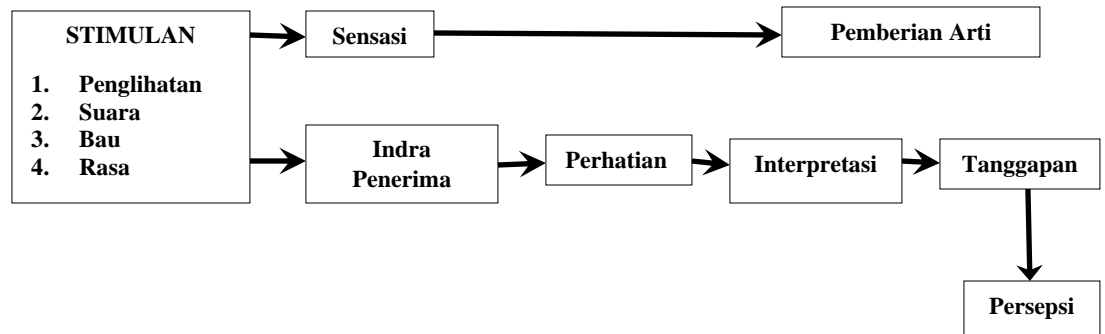 STIMULAN
1. Penglihatan
2. Suara
3. Bau
4. Rasa
Sensasi
Pemberian Arti
Indra
Penerima
Perhatian
Interpretasi
Tanggapan
Persepsi